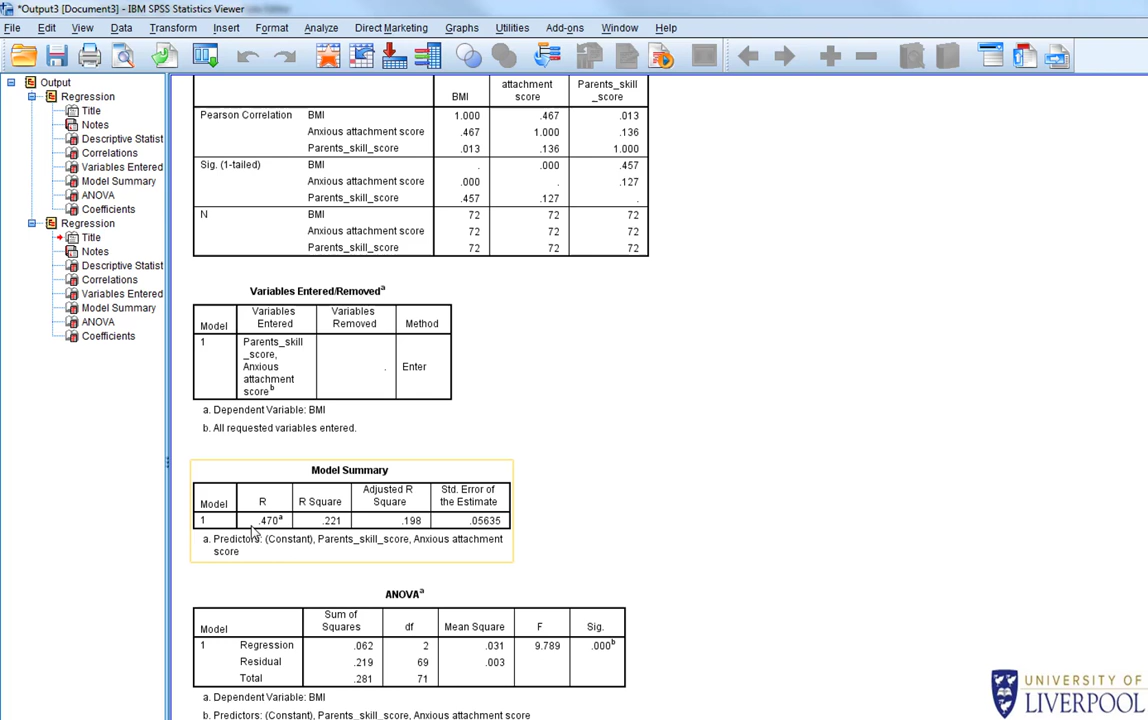 *Output3 [Document3] - IBM SPSS Statistics Viewer
File Edit View Data Transform Insert Format Analyze Direct Marketing Graphs Utilities Add-ons Window Help
Output
Regression
Title
Notes
Descriptive Statist
Correlations
Variables Entered
Model Summary
ANOVA
Coefficients
Regression
Title
Notes
Descriptive Statist
Correlations
Variables Entered
Model Summary
ANOVA
Coefficients
BMI attachment score Parents_skill_score
Pearson Correlation BMI 1.000 .467 .013
Anxious attachment score .467 1.000 .136
Parents_skill_score .013 .136 1.000
Sig. (1-tailed) BMI . .000 .457
Anxious attachment score .000 . .127
Parents_skill_score .457 .127 .
N BMI 72 72 72
Anxious attachment score 72 72 72
Parents_skill_score 72 72 72
Variables Entered/Removedª
Model Variables Entered Variables Removed Method
1 Parents_skill_score, Anxious attachment scoreᵇ . Enter
a. Dependent Variable: BMI
b. All requested variables entered.
Model Summary
Model R R Square Adjusted R Square Std. Error of the Estimate
1 .470ª .221 .198 .05635
a. Predictors: (Constant), Parents_skill_score, Anxious attachment
score
ANOVAª
Model Sum of Squares df Mean Square F Sig.
1 Regression .062 2 .031 9.789 .000ᵇ
Residual .219 69 .003
Total .281 71
a. Dependent Variable: BMI
b. Predictors: (Constant), Parents_skill_score, Anxious attachment score
UNIVERSITY OF
LIVERPOOL